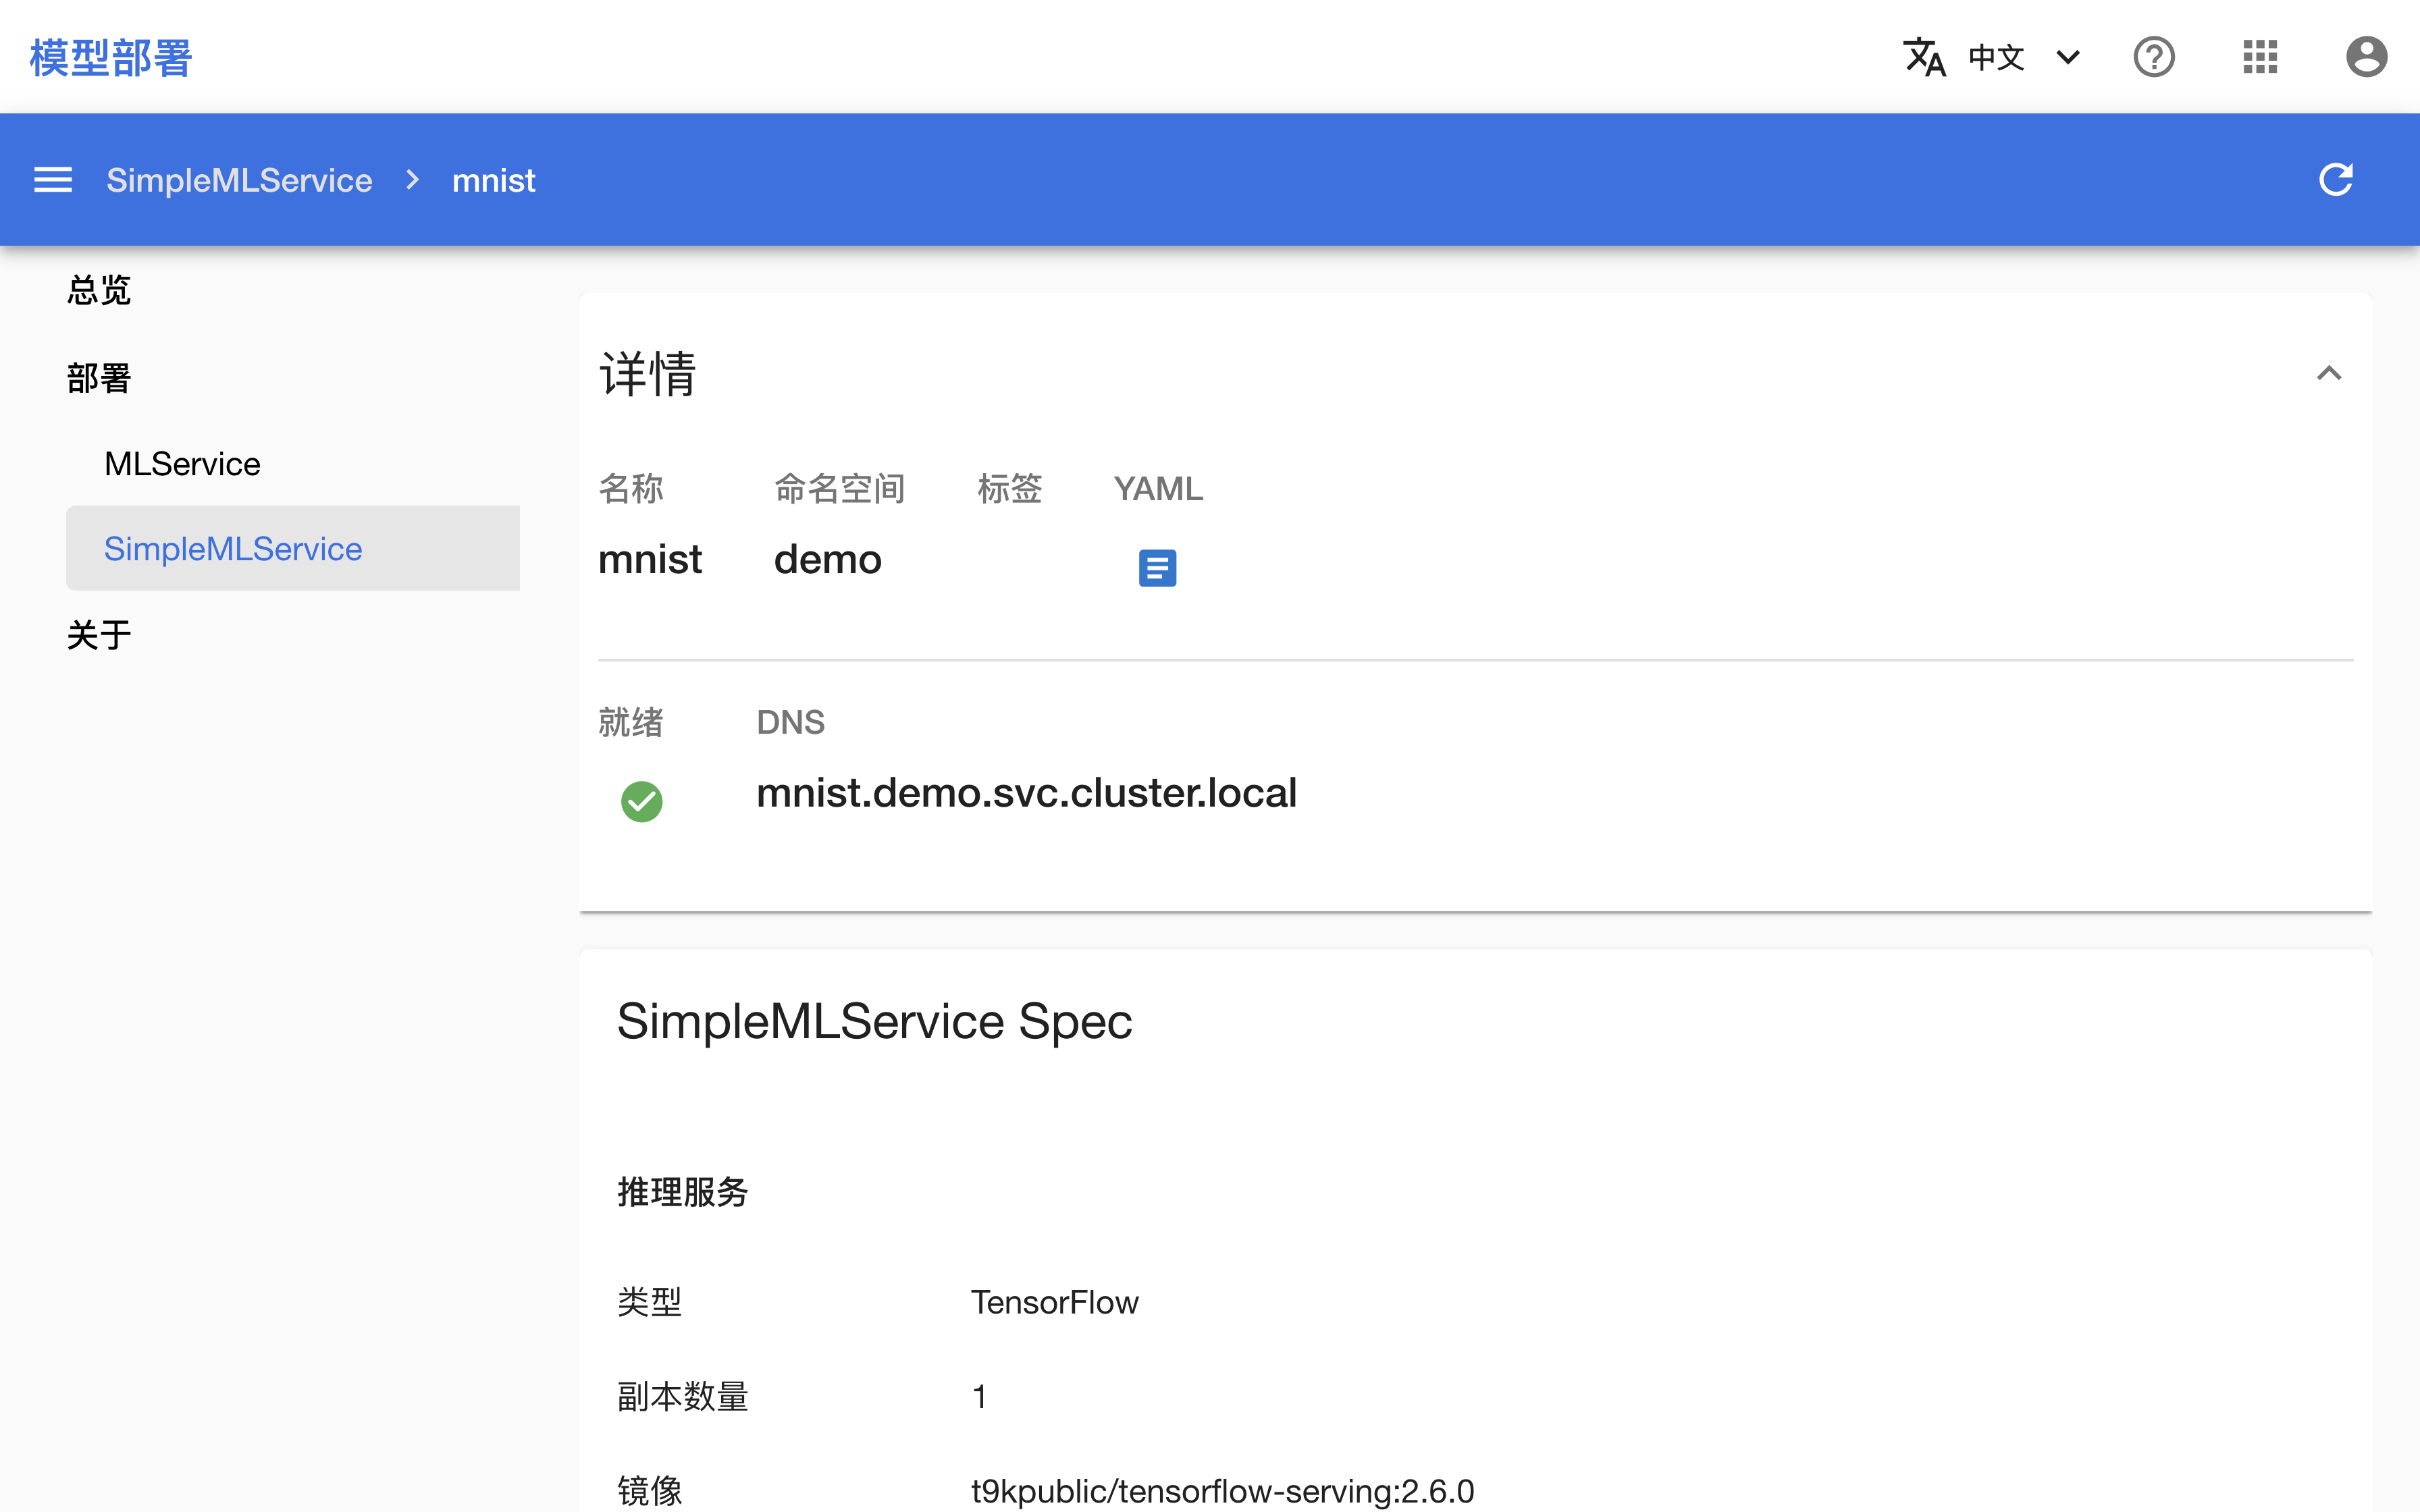 模型部署
中文
SimpleMLService > mnist
总览
部署
MLService
SimpleMLService
关于
详情
名称 命名空间 标签 YAML
mnist demo
就绪 DNS
mnist.demo.svc.cluster.local
SimpleMLService Spec
推理服务
类型 TensorFlow
副本数量 1
镜像 t9kpublic/tensorflow-serving:2.6.0